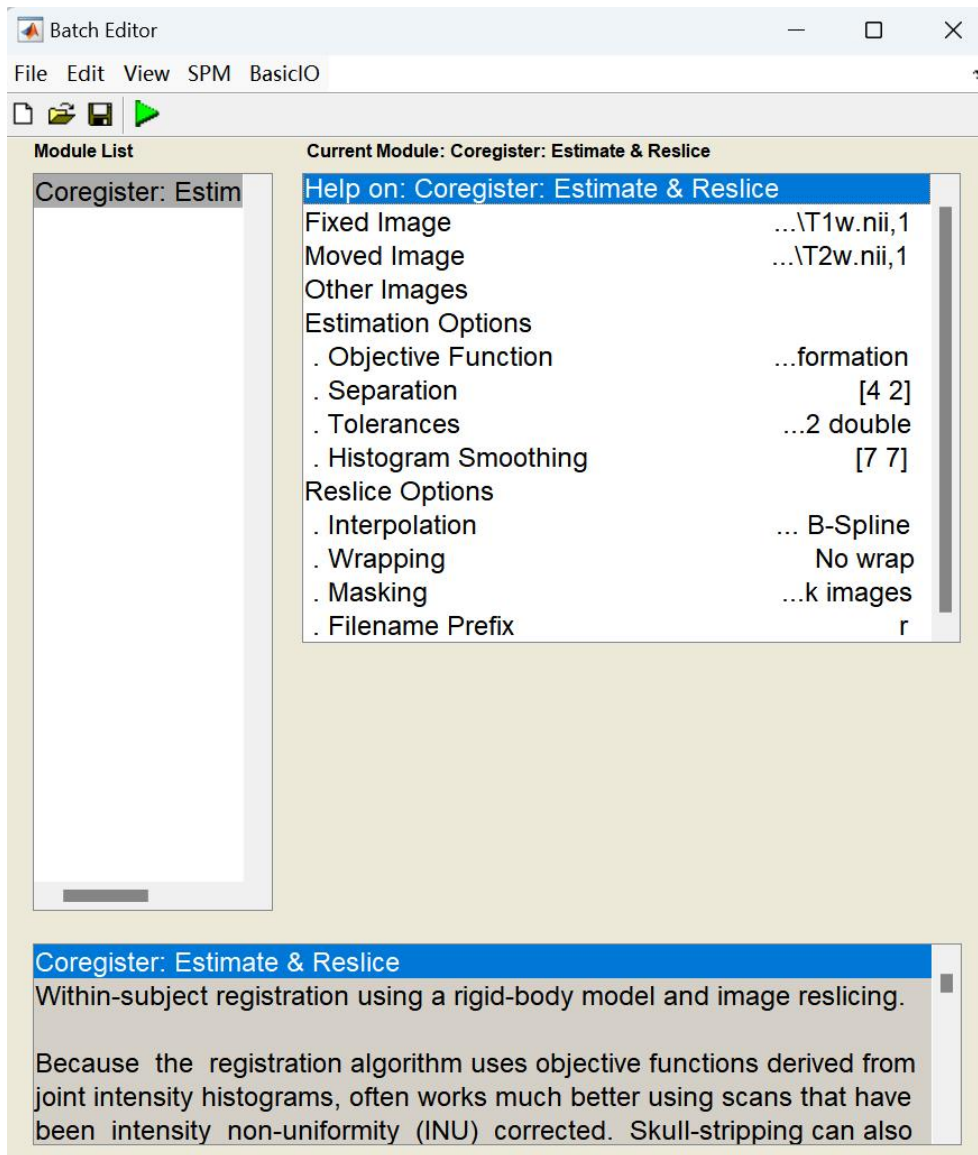 Batch Editor
File Edit View SPM BasicIO
Module List
Current Module: Coregister: Estimate & Reslice
Coregister: Estim
Help on: Coregister: Estimate & Reslice
Fixed Image ...\T1w.nii,1
Moved Image ...\T2w.nii,1
Other Images
Estimation Options
. Objective Function ...formation
. Separation [4 2]
. Tolerances ...2 double
. Histogram Smoothing [7 7]
Reslice Options
. Interpolation ... B-Spline
. Wrapping No wrap
. Masking ...k images
. Filename Prefix r
Coregister: Estimate & Reslice
Within-subject registration using a rigid-body model and image reslicing.
Because the registration algorithm uses objective functions derived from
joint intensity histograms, often works much better using scans that have
been intensity non-uniformity (INU) corrected. Skull-stripping can also